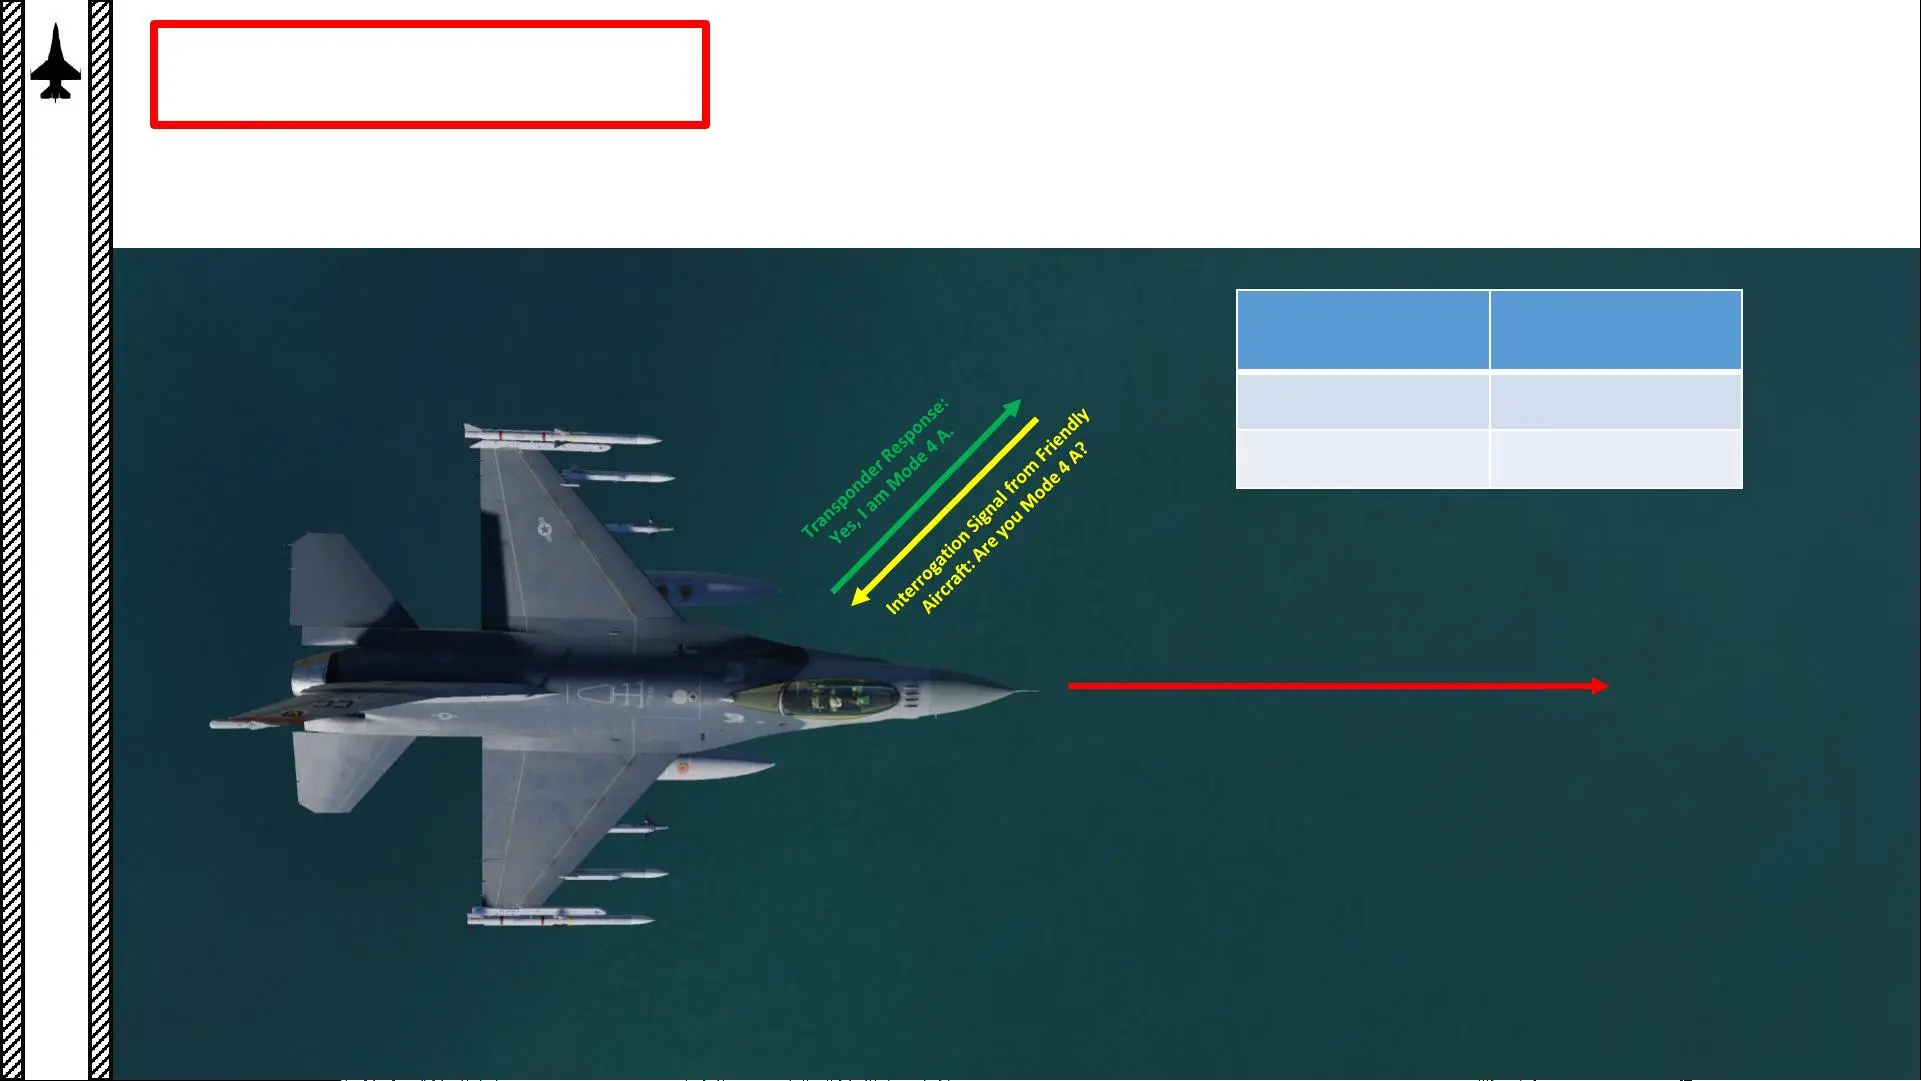 Transponder Response:
Yes, I am Mode 4 A.
Interrogation Signal from Friendly
Aircraft: Are you Mode 4 A?